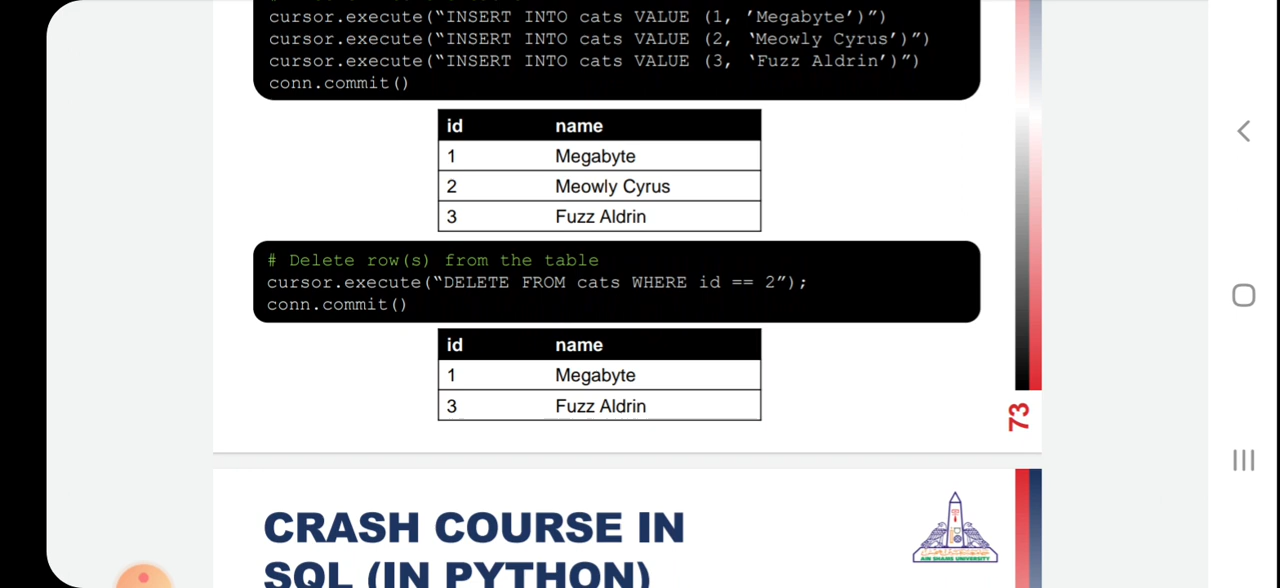 cursor.execute(“INSERT INTO cats VALUE (1, ’Megabyte’)”)
cursor.execute(“INSERT INTO cats VALUE (2, ‘Meowly Cyrus’)”)
cursor.execute(“INSERT INTO cats VALUE (3, ‘Fuzz Aldrin’)”)
conn.commit()
id name
1 Megabyte
2 Meowly Cyrus
3 Fuzz Aldrin
# Delete row(s) from the table
cursor.execute(“DELETE FROM cats WHERE id == 2”);
conn.commit()
id name
1 Megabyte
3 Fuzz Aldrin
73
CRASH COURSE IN
SQL (IN PYTHON)
AIN SHAMS UNIVERSITY